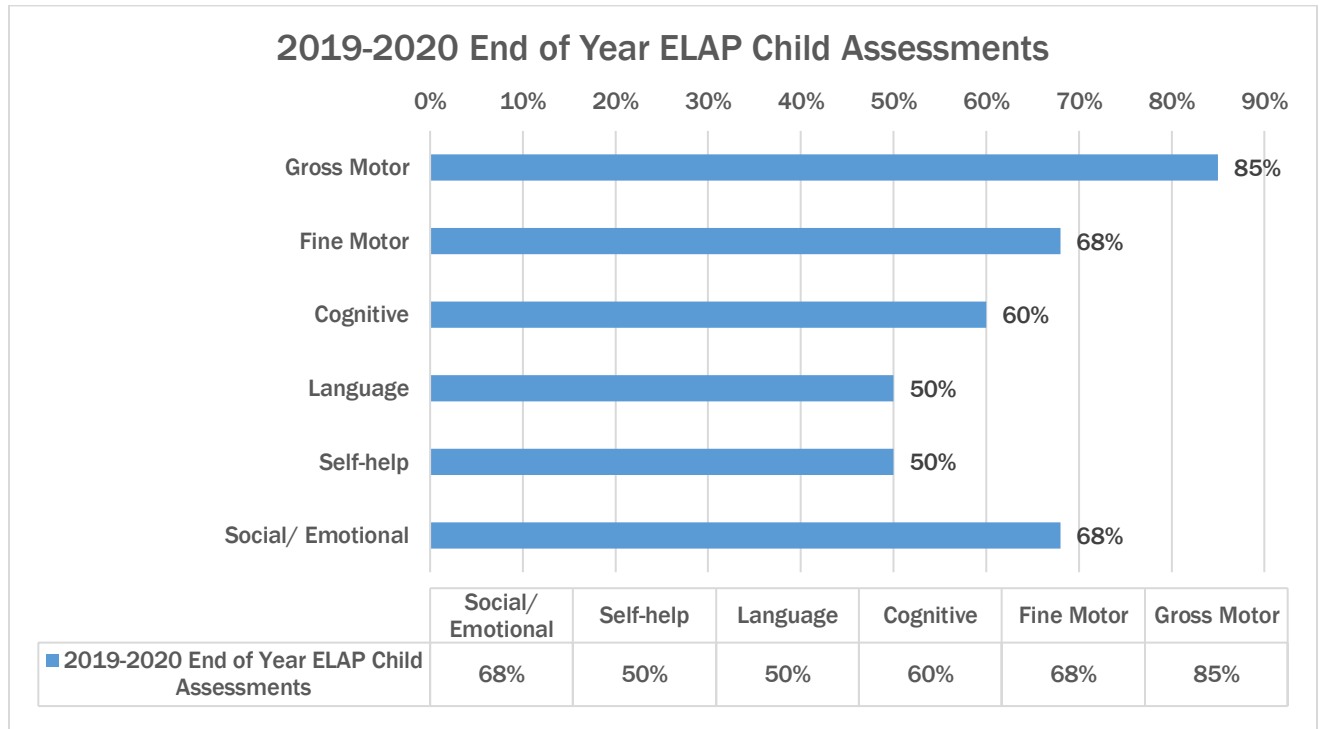 2019-2020 End of Year ELAP Child Assessments
0% 10% 20% 30% 40% 50% 60% 70% 80% 90%
Gross Motor 85%
Fine Motor 68%
Cognitive 60%
Language 50%
Self-help 50%
Social/ Emotional 68%
Social/
Emotional Self-help Language Cognitive Fine Motor Gross Motor
2019-2020 End of Year ELAP Child
Assessments 68% 50% 50% 60% 68% 85%